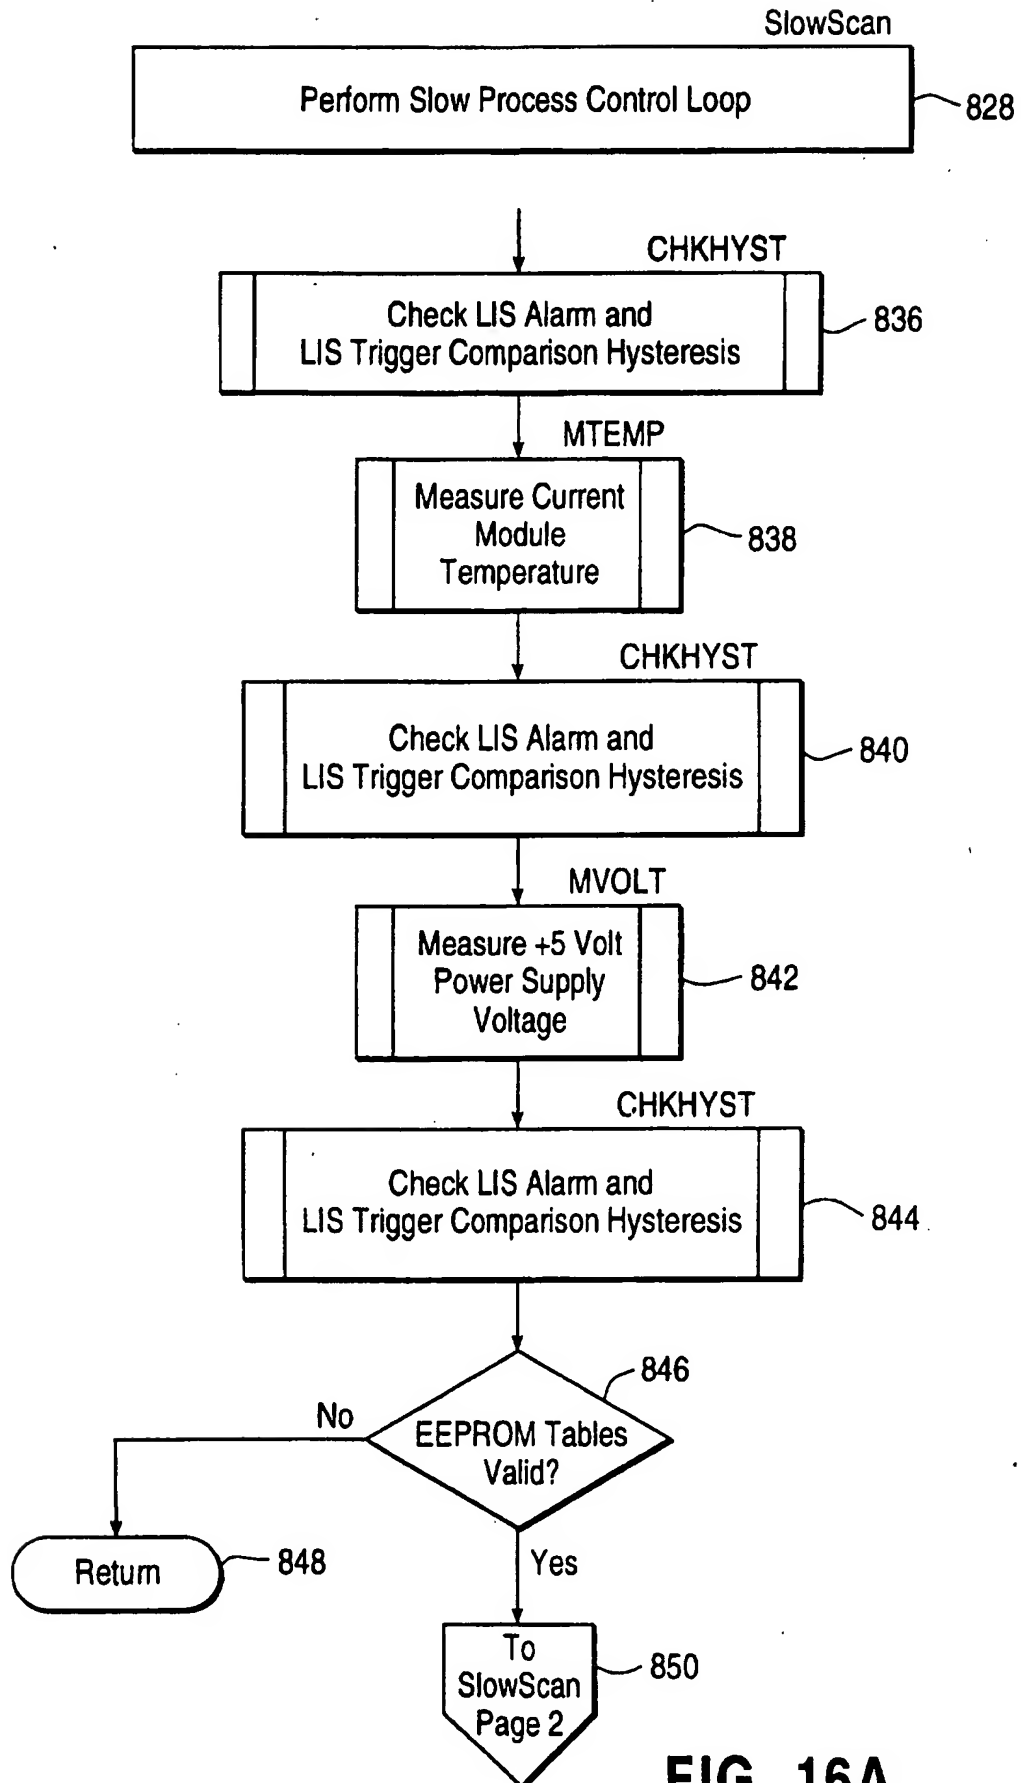 SlowScan
Perform Slow Process Control Loop
828
CHKHYST
Check LIS Alarm and
LIS Trigger Comparison Hysteresis
836
MTEMP
Measure Current
Module
Temperature
838
CHKHYST
Check LIS Alarm and
LIS Trigger Comparison Hysteresis
840
MVOLT
Measure +5 Volt
Power Supply
Voltage
842
CHKHYST
Check LIS Alarm and
LIS Trigger Comparison Hysteresis
844
846
No
EEPROM Tables
Valid?
Return
848
Yes
To
SlowScan
Page 2
850
FIG. 16A